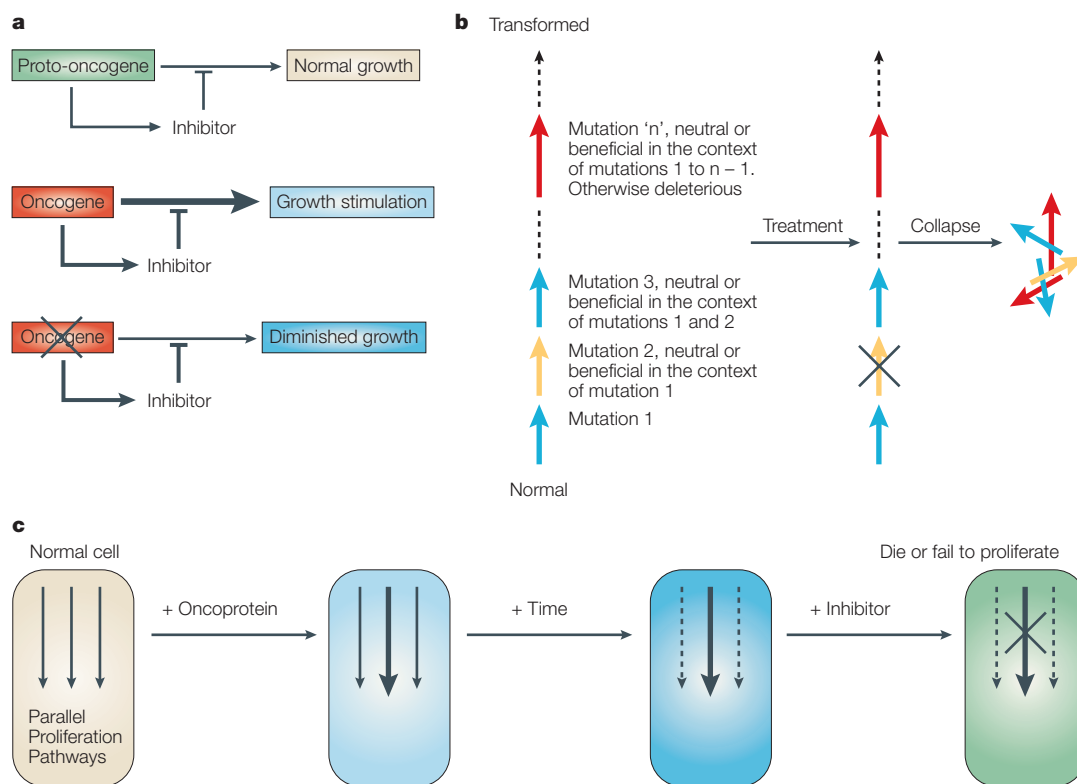 a
Proto-oncogene
Normal growth
Inhibitor
Oncogene
Growth stimulation
Inhibitor
Oncogene
Diminished growth
Inhibitor
b
Transformed
Mutation ‘n’, neutral or
beneficial in the context
of mutations 1 to n – 1.
Otherwise deleterious
Mutation 3, neutral or
beneficial in the context
of mutations 1 and 2
Mutation 2, neutral or
beneficial in the context
of mutation 1
Mutation 1
Normal
Treatment
Collapse
c
Normal cell
Parallel
Proliferation
Pathways
+ Oncoprotein
+ Time
+ Inhibitor
Die or fail to proliferate